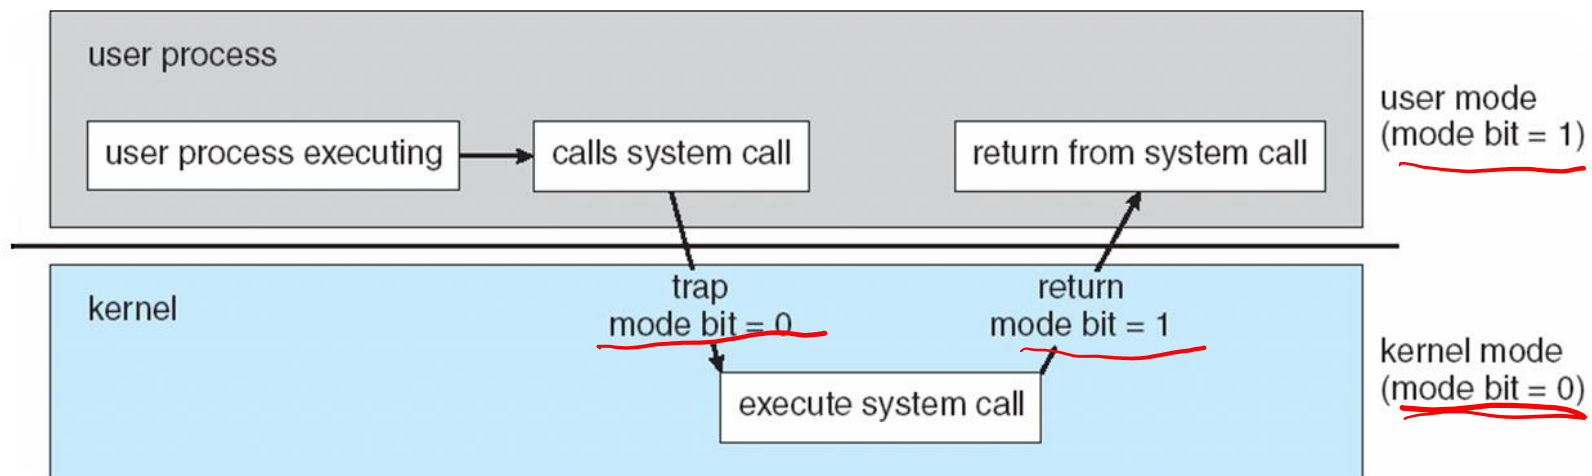 user process
user process executing
calls system call
return from system call
user mode
(mode bit = 1)
kernel
trap
mode bit = 0
return
mode bit = 1
execute system call
kernel mode
(mode bit = 0)